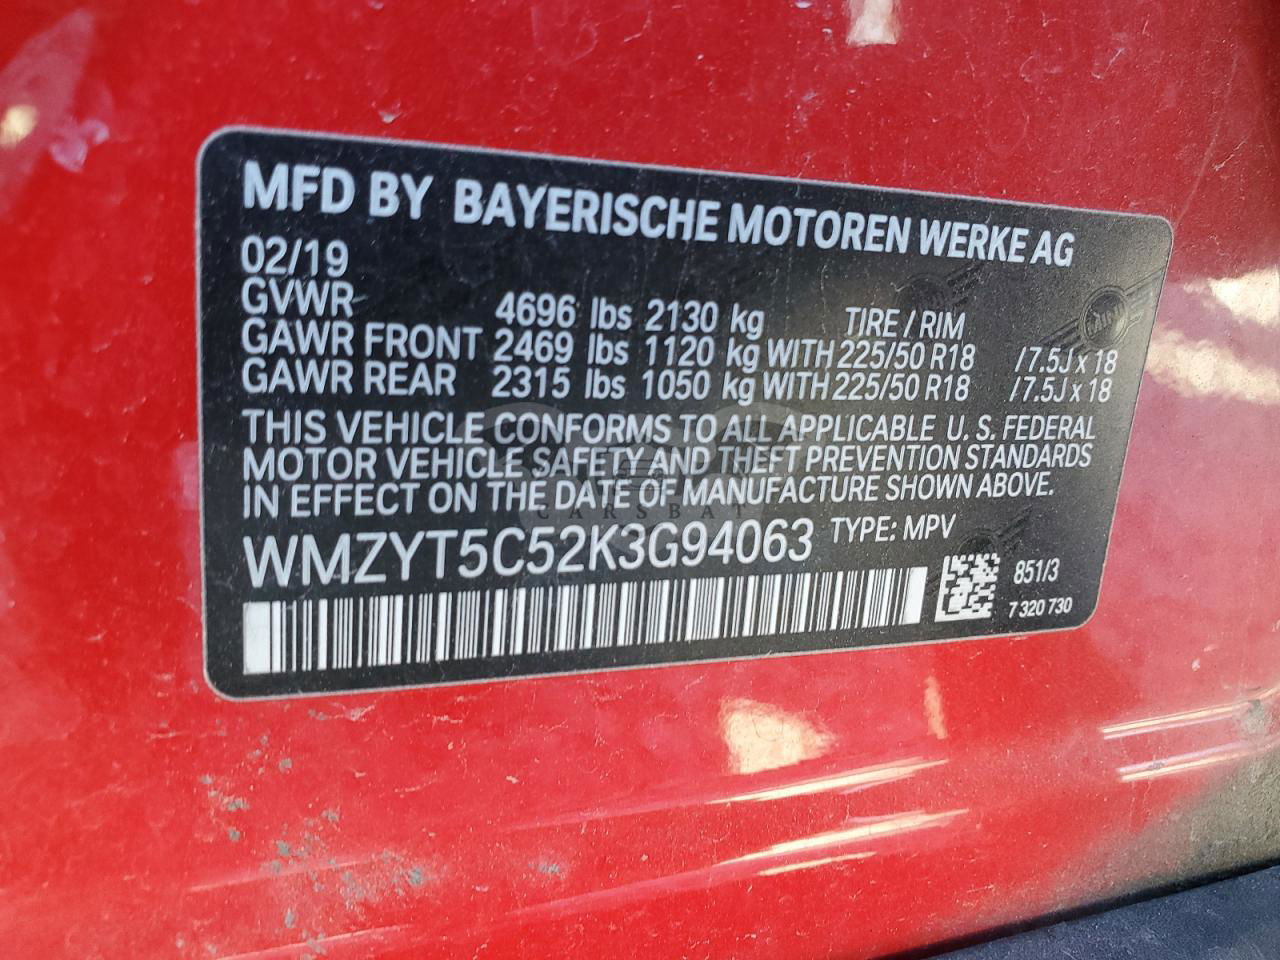 MFD BY BAYERISCHE MOTOREN WERKE AG
02/19
GVWR 4696 lbs 2130 kg TIRE / RIM
GAWR FRONT 2469 lbs 1120 kg WITH 225/50 R18 /7.5J x 18
GAWR REAR 2315 lbs 1050 kg WITH 225/50 R18 /7.5J x 18
THIS VEHICLE CONFORMS TO ALL APPLICABLE U. S. FEDERAL
MOTOR VEHICLE SAFETY AND THEFT PREVENTION STANDARDS
IN EFFECT ON THE DATE OF MANUFACTURE SHOWN ABOVE.
CARSBAT
WMZYT5C52K3G94063 TYPE: MPV
851/3
7 320 730